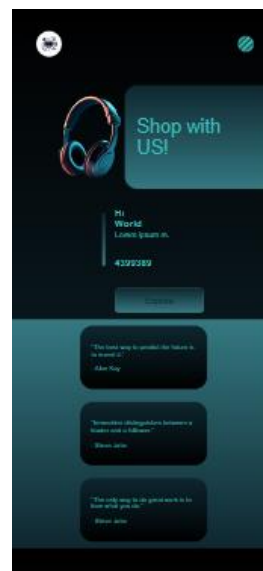 Shop with
US!
Hi
World
Lorem ipsum m.
4399389
"The best way to predict the future is
to invent it."
- Alan Kay
"Innovation distinguishes between a
leader and a follower."
- Steve Jobs
"The only way to do great work is to
love what you do."
- Steve Jobs